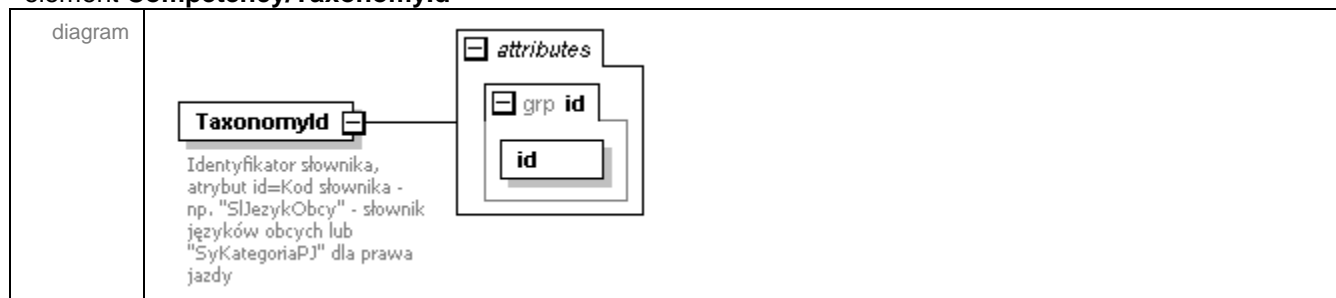 element Competency/TaxonomyId
diagram
attributes
grp id
TaxonomyId
id
Identyfikator słownika,
atrybut id=Kod słownika -
np. "SlJezykObcy" - słownik
języków obcych lub
"SyKategoriaPJ" dla prawa
jazdy